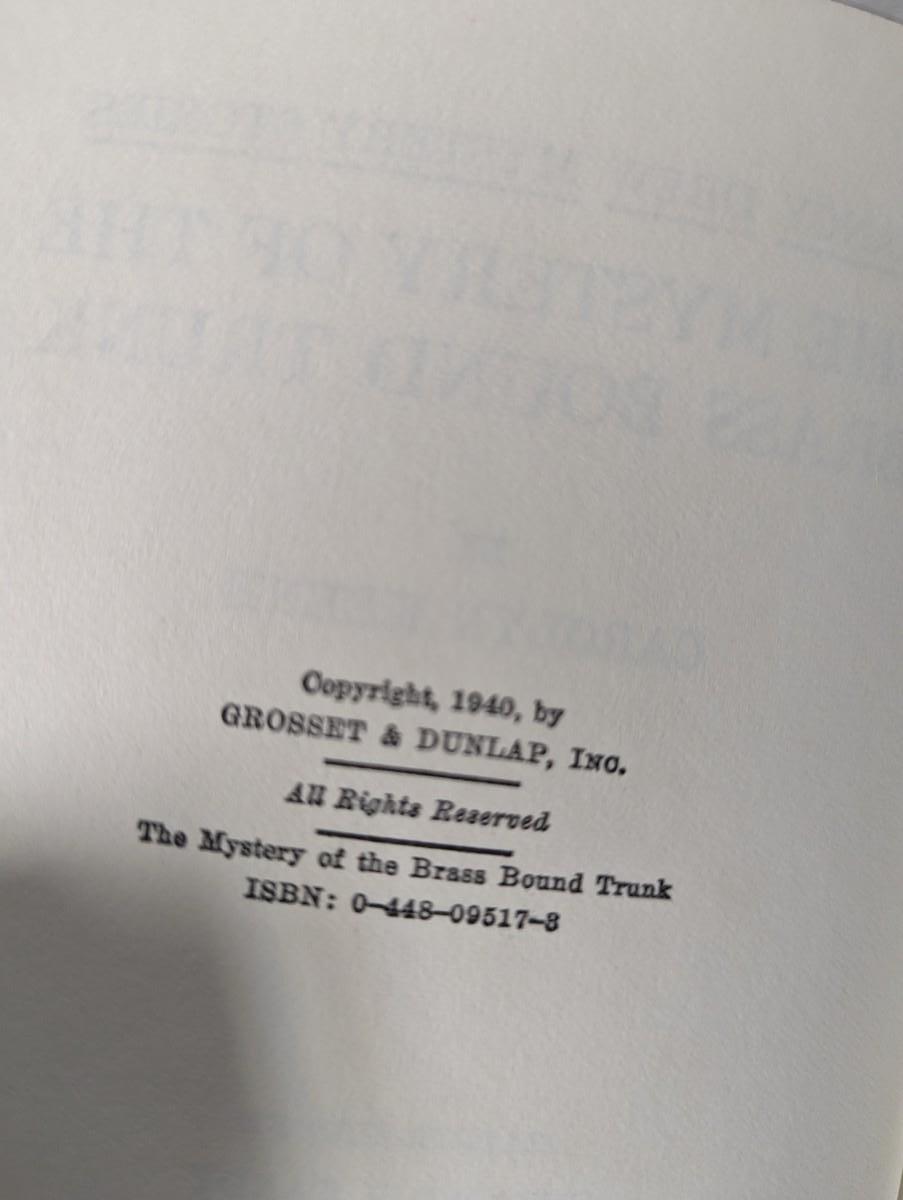 Copyright, 1940, by
GROSSET & DUNLAP, INC.
All Rights Reserved
The Mystery of the Brass Bound Trunk
ISBN: 0-448-09517-3